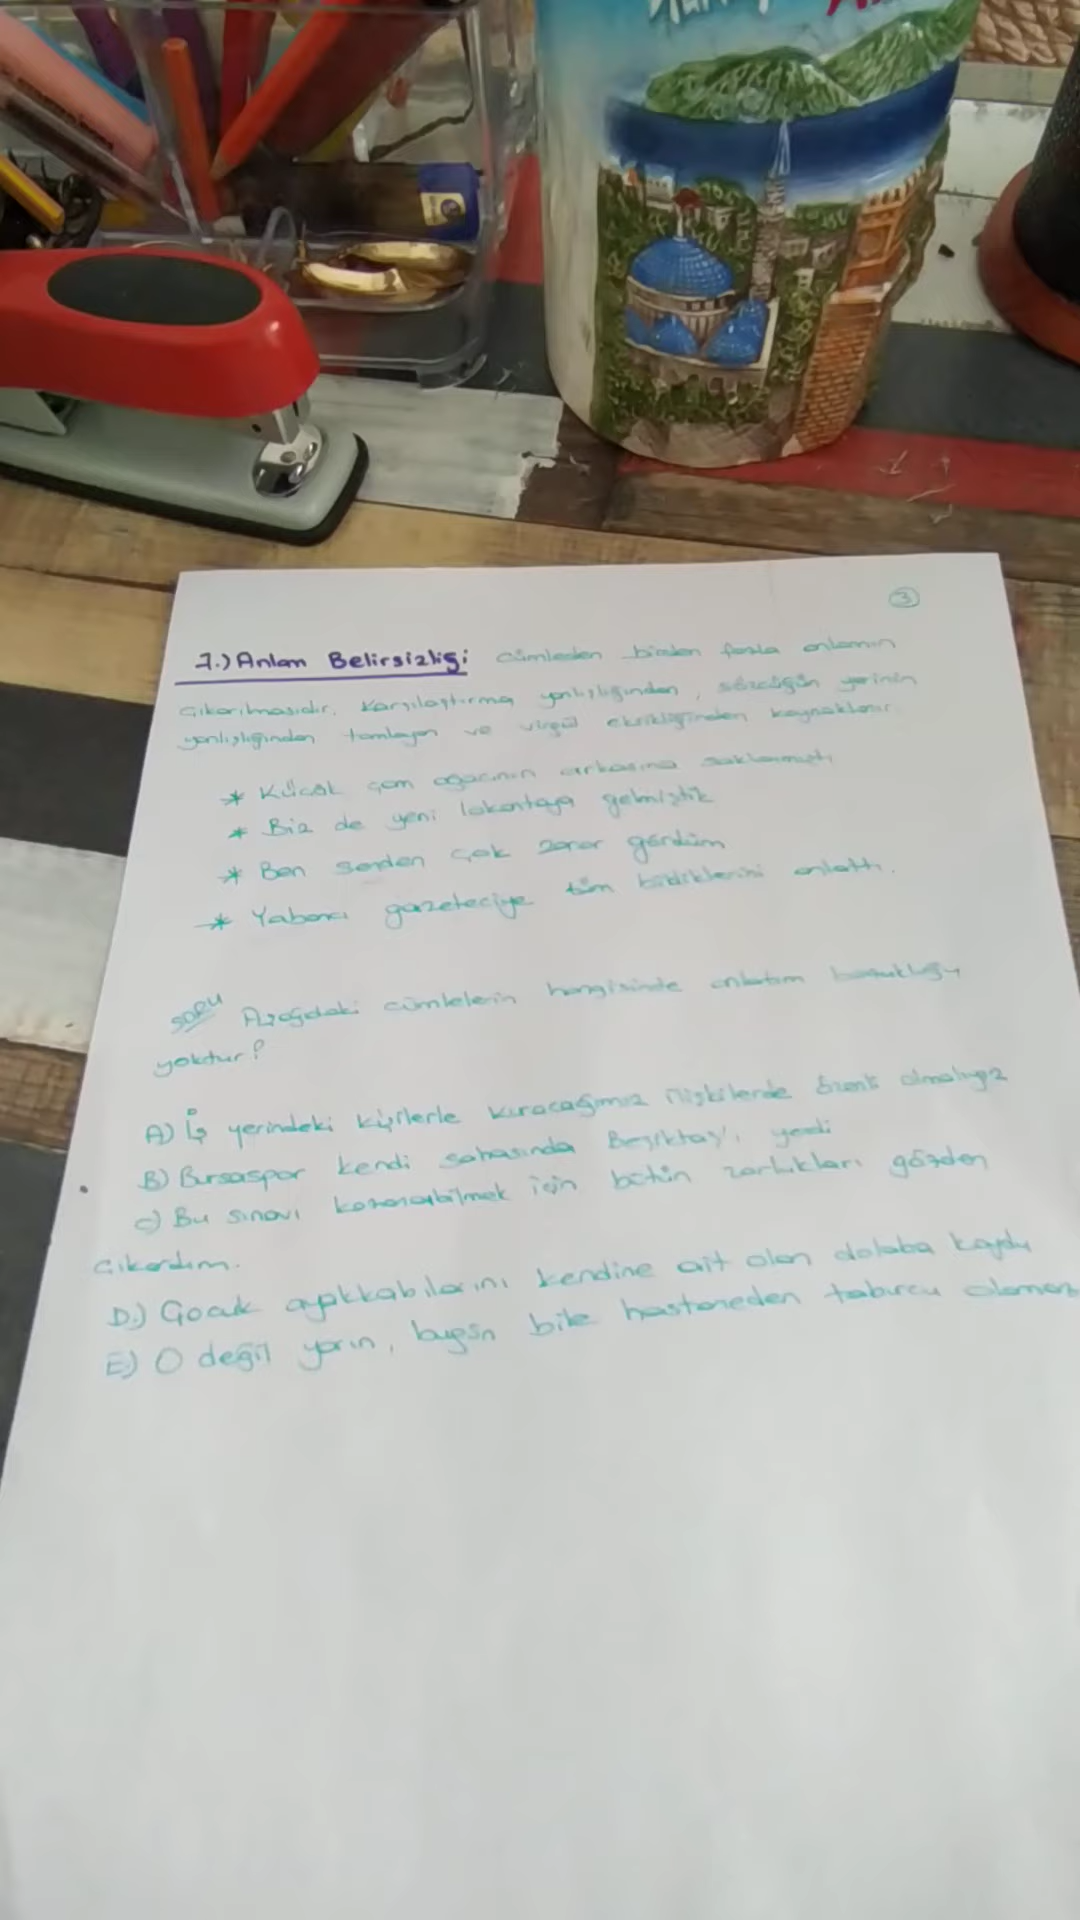 3
7.) Anlam Belirsizliği cümleden birden fazla anlamın
çıkarılmasıdır. Karşılaştırma yanlışlığından, sözcüğün yerinin
yanlışlığından tamlayan ve virgül eksikliğinden kaynaklanır
* Küçük çam ağacının arkasına saklanmıştı
* Biz de yeni lokantaya gelmiştik
* Ben senden çok zarar gördüm
* Yabancı gazeteciye tüm bildiklerini anlattı.
SORU Aşağıdaki cümlelerin hangisinde anlatım bozukluğu
yoktur?
A) İş yerindeki kişilerle kuracağımız ilişkilerde özenli olmalıyız
B) Bursaspor kendi sahasında Beşiktaş'ı yendi
C) Bu sınavı kazanabilmek için bütün zorlukları gözden
çıkardım.
D.) Çocuk ayakkabılarını kendine ait olan dolaba koydu
E) O değil yarın, bugün bile hastaneden taburcu olamaz